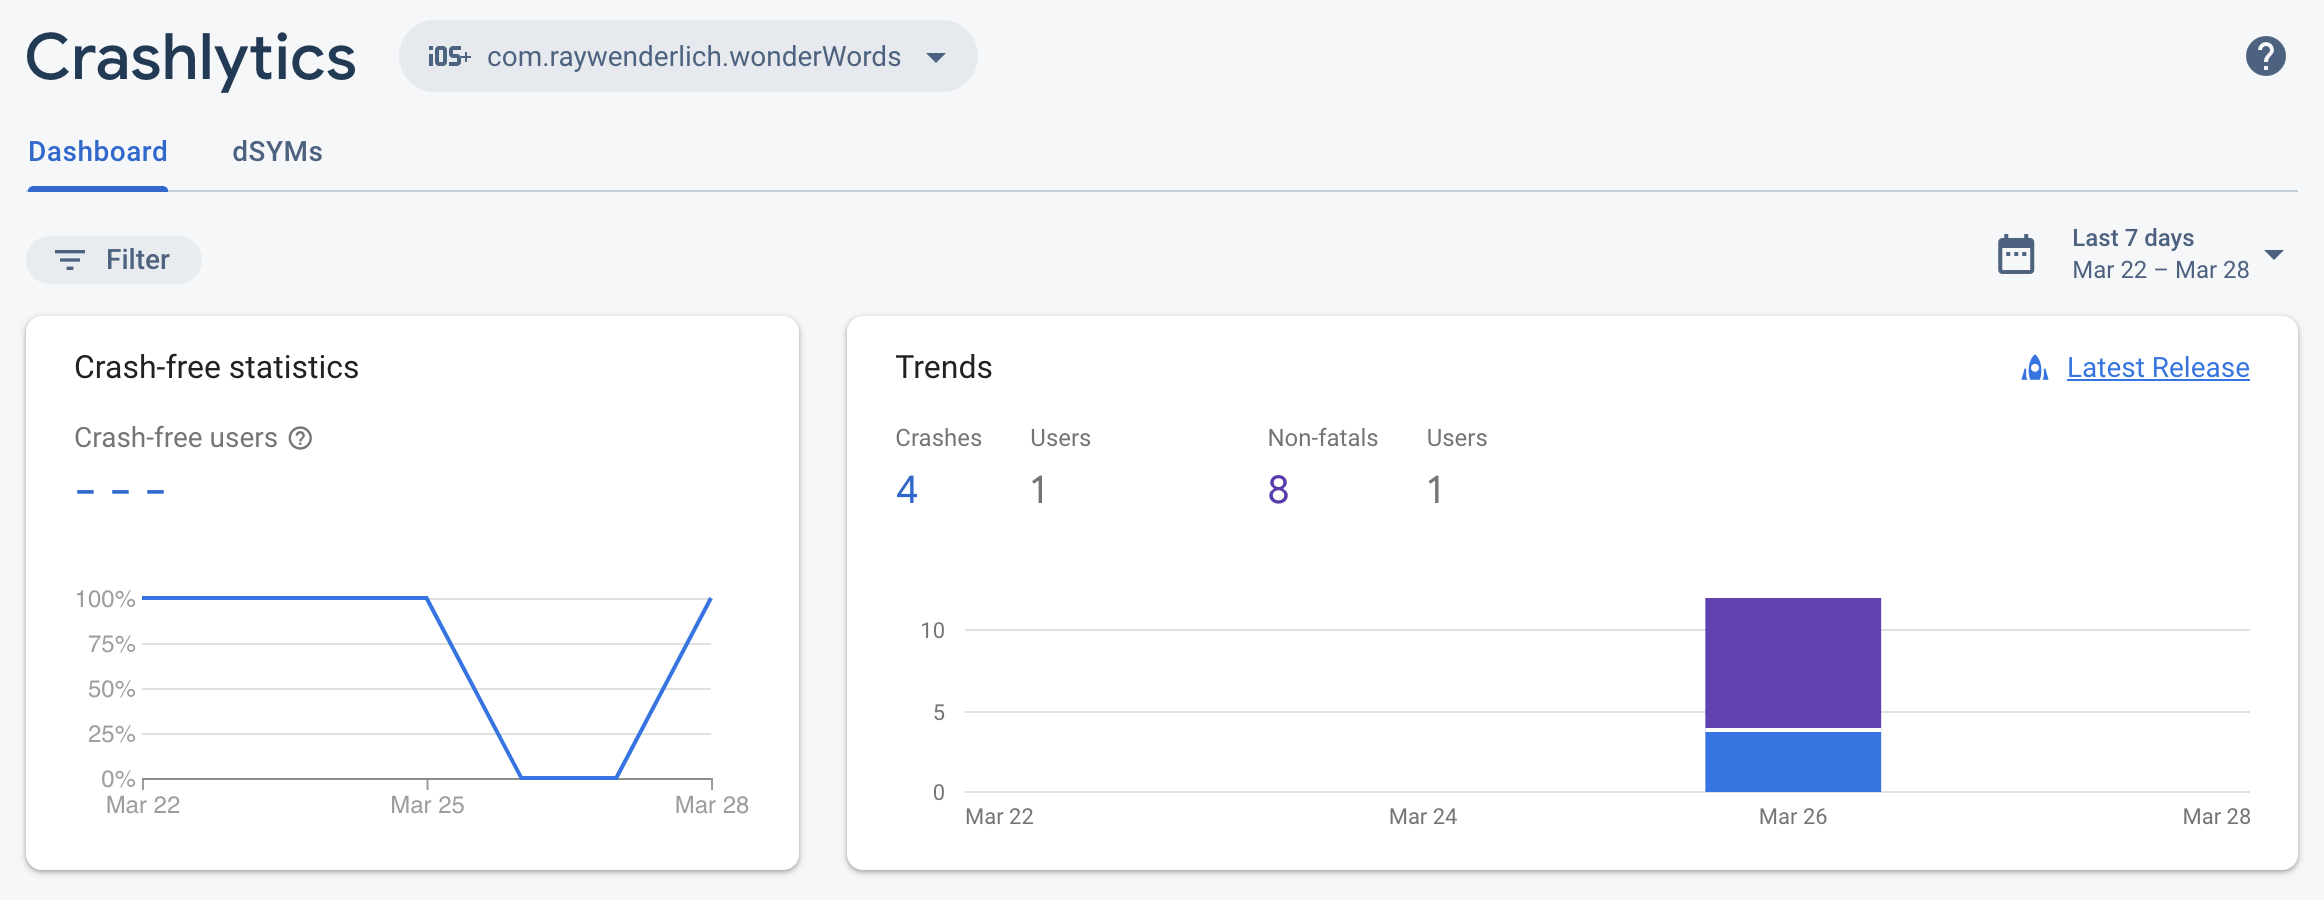 Crashlytics
iOS+ com.raywenderlich.wonderWords
?
Dashboard dSYMs
Filter
Last 7 days
Mar 22 – Mar 28
Crash-free statistics
Crash-free users ?
– – –
100%
75%
50%
25%
0%
Mar 22 Mar 25 Mar 28
Trends
Latest Release
Crashes Users Non-fatals Users
4 1 8 1
10
5
0
Mar 22 Mar 24 Mar 26 Mar 28